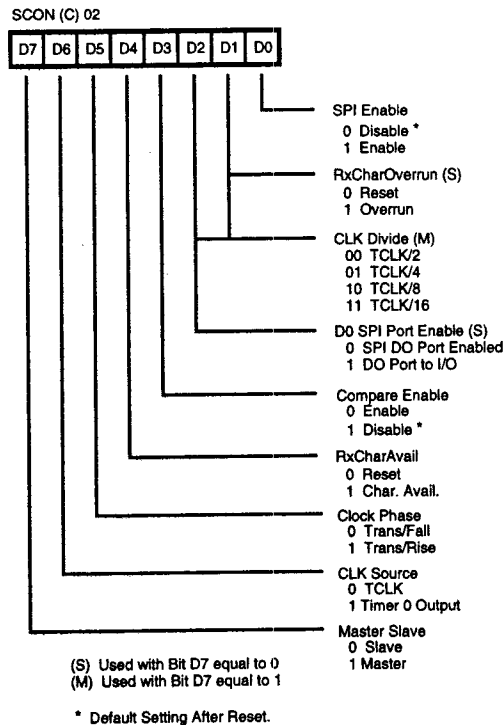 SCON (C) 02
D7 D6 D5 D4 D3 D2 D1 D0
SPI Enable
0 Disable *
1 Enable
RxCharOverrun (S)
0 Reset
1 Overrun
CLK Divide (M)
00 TCLK/2
01 TCLK/4
10 TCLK/8
11 TCLK/16
D0 SPI Port Enable (S)
0 SPI DO Port Enabled
1 DO Port to I/O
Compare Enable
0 Enable
1 Disable *
RxCharAvail
0 Reset
1 Char. Avail.
Clock Phase
0 Trans/Fall
1 Trans/Rise
CLK Source
0 TCLK
1 Timer 0 Output
Master Slave
0 Slave
1 Master
(S) Used with Bit D7 equal to 0
(M) Used with Bit D7 equal to 1
* Default Setting After Reset.